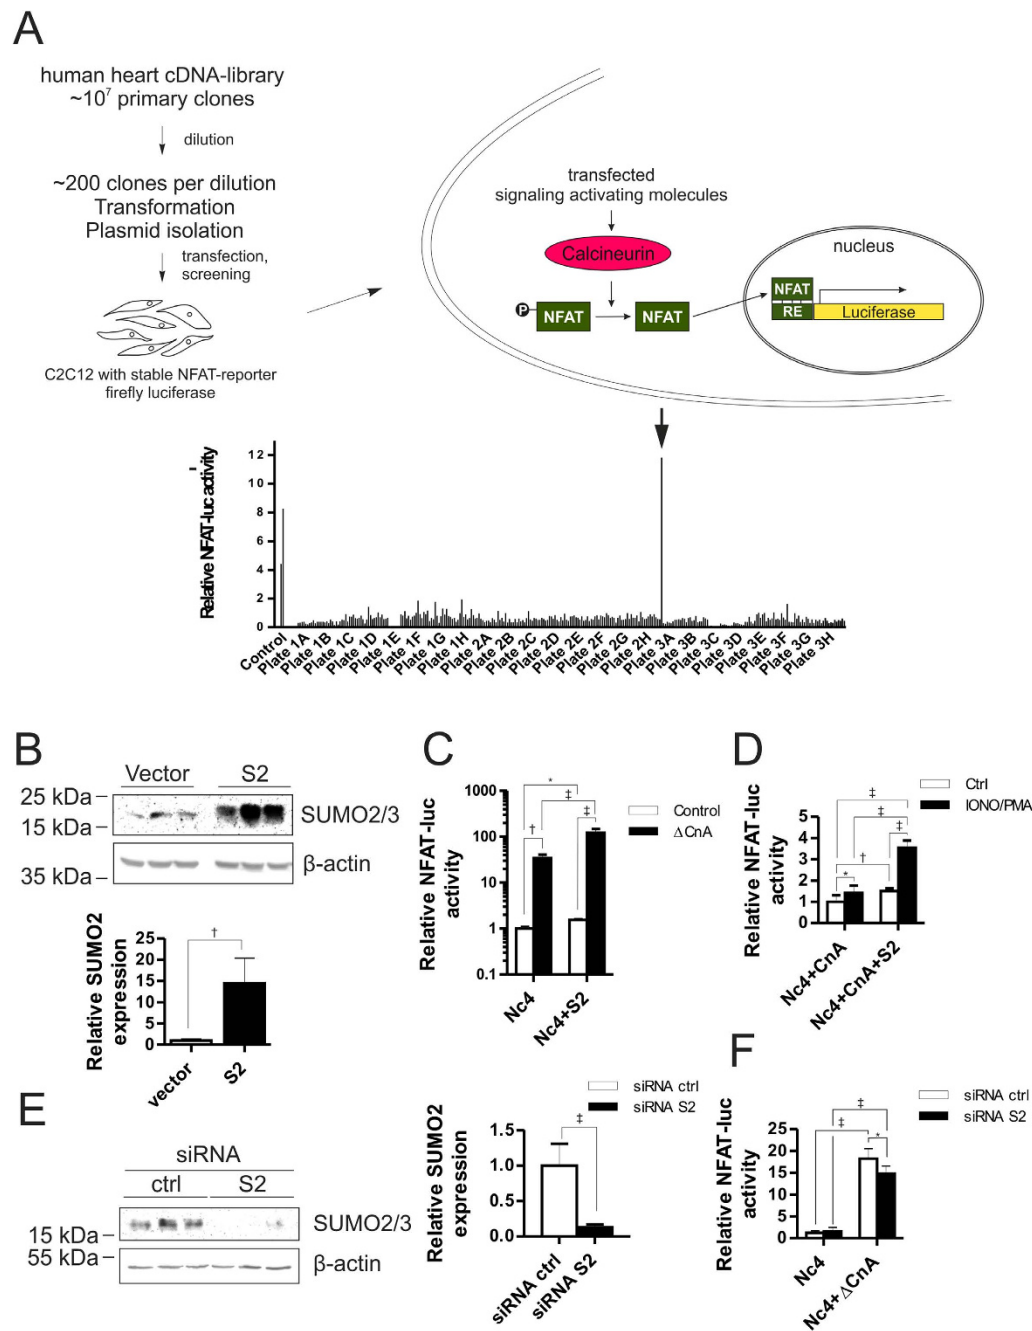 A
human heart cDNA-library
~10⁷ primary clones
dilution
~200 clones per dilution
Transformation
Plasmid isolation
transfection,
screening
C2C12 with stable NFAT-reporter
firefly luciferase
transfected
signaling activating molecules
Calcineurin
P
NFAT
NFAT
nucleus
NFAT
RE
Luciferase
Relative NFAT-luc activity
12
10
8
6
4
2
0
Control
Plate 1A
Plate 1B
Plate 1C
Plate 1D
Plate 1E
Plate 1F
Plate 1G
Plate 1H
Plate 2A
Plate 2B
Plate 2C
Plate 2D
Plate 2E
Plate 2F
Plate 2G
Plate 2H
Plate 3A
Plate 3B
Plate 3C
Plate 3D
Plate 3E
Plate 3F
Plate 3G
Plate 3H
B
Vector S2
25 kDa
15 kDa
SUMO2/3
35 kDa
β-actin
Relative SUMO2
expression
25
20
15
10
5
0
†
vector
S2
C
Relative NFAT-luc
activity
1000
100
10
1
0.1
*
‡
†
‡
Control
ΔCnA
Nc4
Nc4+S2
D
Ctrl
IONO/PMA
Relative NFAT-luc
activity
5
4
3
2
1
0
‡
‡
‡
†
*
Nc4+CnA
Nc4+CnA+S2
E
siRNA
ctrl S2
SUMO2/3
15 kDa
55 kDa
β-actin
siRNA ctrl
siRNA S2
Relative SUMO2
expression
1.5
1.0
0.5
0.0
‡
siRNA ctrl
siRNA S2
F
siRNA ctrl
siRNA S2
Relative NFAT-luc
activity
25
20
15
10
5
0
‡
‡
*
Nc4
Nc4+ΔCnA